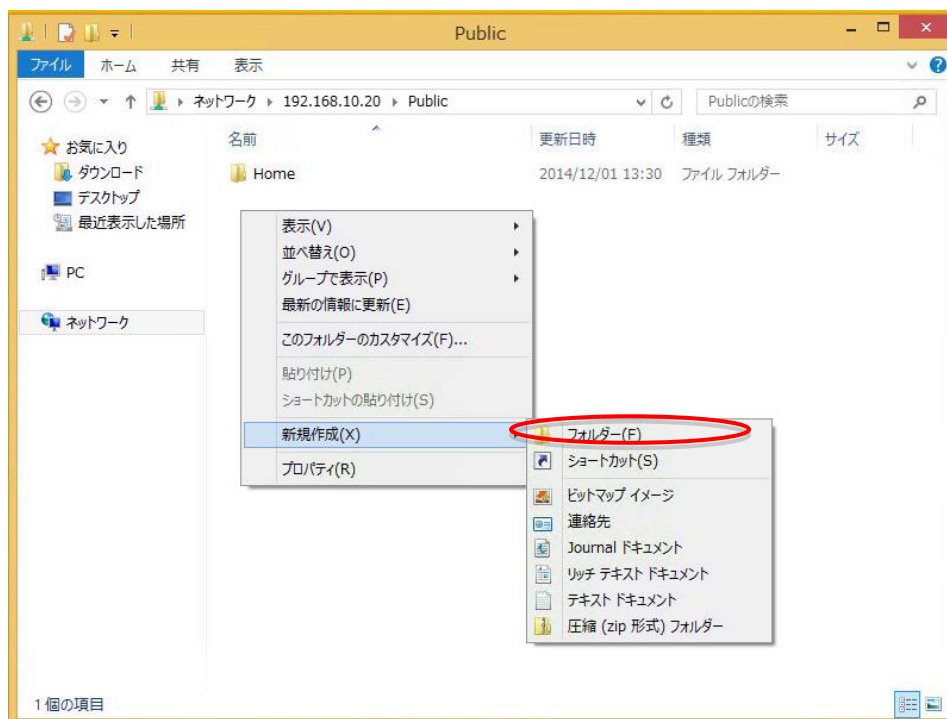 Public
ファイル ホーム 共有 表示
ネットワーク 192.168.10.20 Public Publicの検索
お気に入り
ダウンロード
デスクトップ
最近表示した場所
PC
ネットワーク
名前 更新日時 種類 サイズ
Home 2014/12/01 13:30 ファイル フォルダー
表示(V)
並べ替え(O)
グループで表示(P)
最新の情報に更新(E)
このフォルダーのカスタマイズ(F)...
貼り付け(P)
ショートカットの貼り付け(S)
新規作成(X)
プロパティ(R)
フォルダー(F)
ショートカット(S)
ビットマップ イメージ
連絡先
Journal ドキュメント
リッチ テキスト ドキュメント
テキスト ドキュメント
圧縮 (zip 形式) フォルダー
1 個の項目